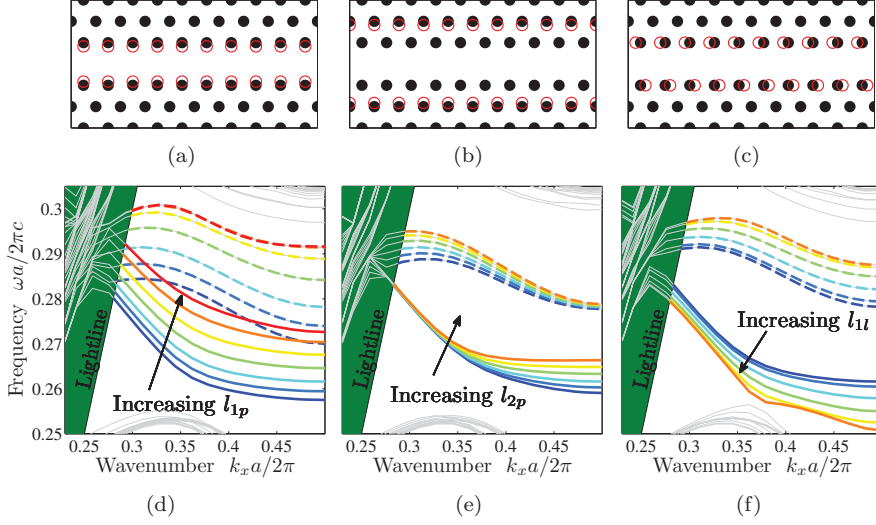 (a)
(b)
(c)
Frequency ωa/2πc
0.3
0.29
0.28
0.27
0.26
0.25
Lightline
Increasing l1p
0.25
0.35
0.4
0.45
0.5
Wavenumber kxa/2π
Lightline
Increasing l2p
0.25
0.3
0.35
0.4
0.45
Wavenumber kxa/2π
Lightline
Increasing l1l
0.25
0.3
0.35
0.4
0.45
Wavenumber kxa/2π
(d)
(e)
(f)